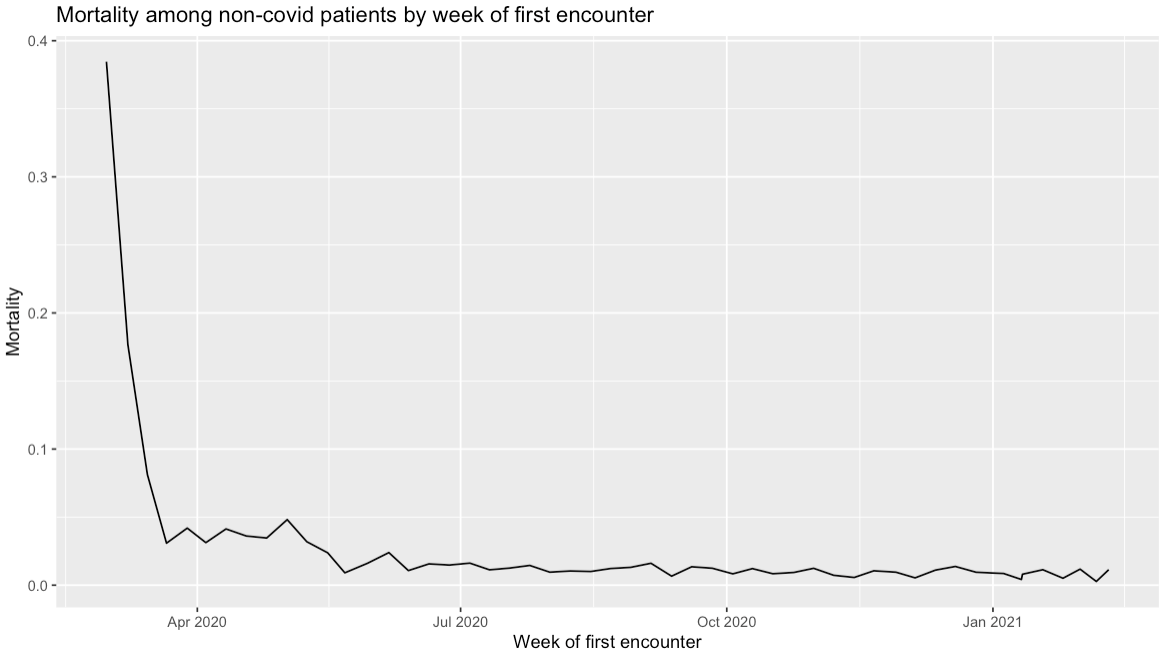 Mortality among non-covid patients by week of first encounter
0.4
0.3
0.2
0.1
0.0
Mortality
Apr 2020
Jul 2020
Oct 2020
Jan 2021
Week of first encounter